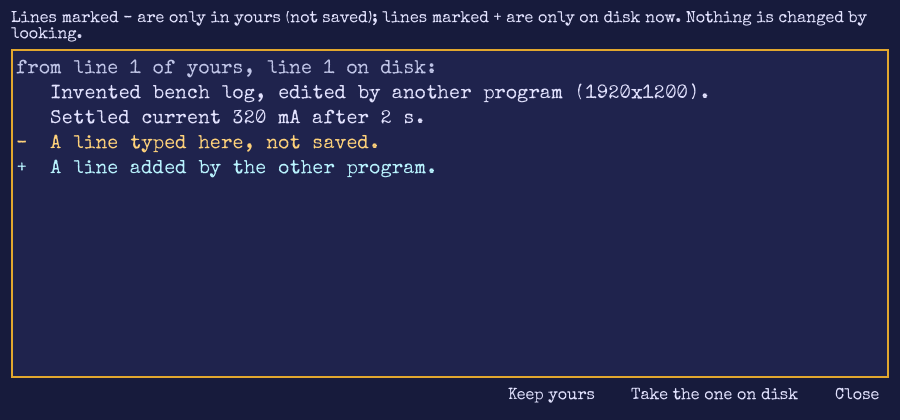 Lines marked - are only in yours (not saved); lines marked + are only on disk now. Nothing is changed by
looking.
from line 1 of yours, line 1 on disk:
Invented bench log, edited by another program (1920x1200).
Settled current 320 mA after 2 s.
- A line typed here, not saved.
+ A line added by the other program.
Keep yours Take the one on disk Close